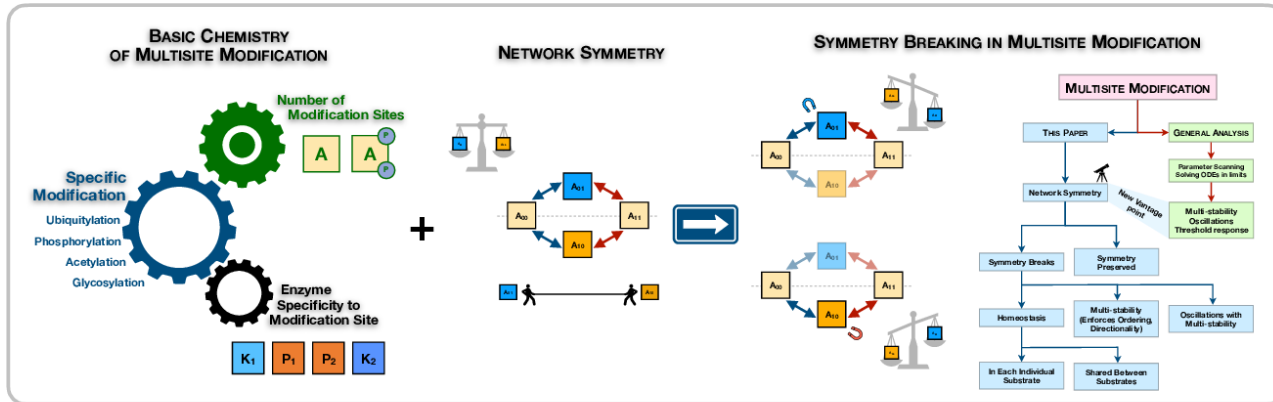 BASIC CHEMISTRY
OF MULTISITE MODIFICATION
Number of
Modification Sites
A
A
P
P
Specific
Modification
Ubiquitylation
Phosphorylation
Acetylation
Glycosylation
Enzyme
Specificity to
Modification Site
K1
P1
P2
K2
+
NETWORK SYMMETRY
A01
A00
A11
A10
SYMMETRY BREAKING IN MULTISITE MODIFICATION
A01
A00
A11
A10
A01
A00
A11
A10
MULTISITE MODIFICATION
THIS PAPER
GENERAL ANALYSIS
Parameter Scanning
Solving ODEs in limits
Network Symmetry
New Vantage
point
Multi-stability
Oscillations
Threshold response
Symmetry Breaks
Symmetry
Preserved
Homeostasis
Multi-stability
(Enforces Ordering,
Directionality)
Oscillations with
Multi-stability
In Each Individual
Substrate
Shared Between
Substrates